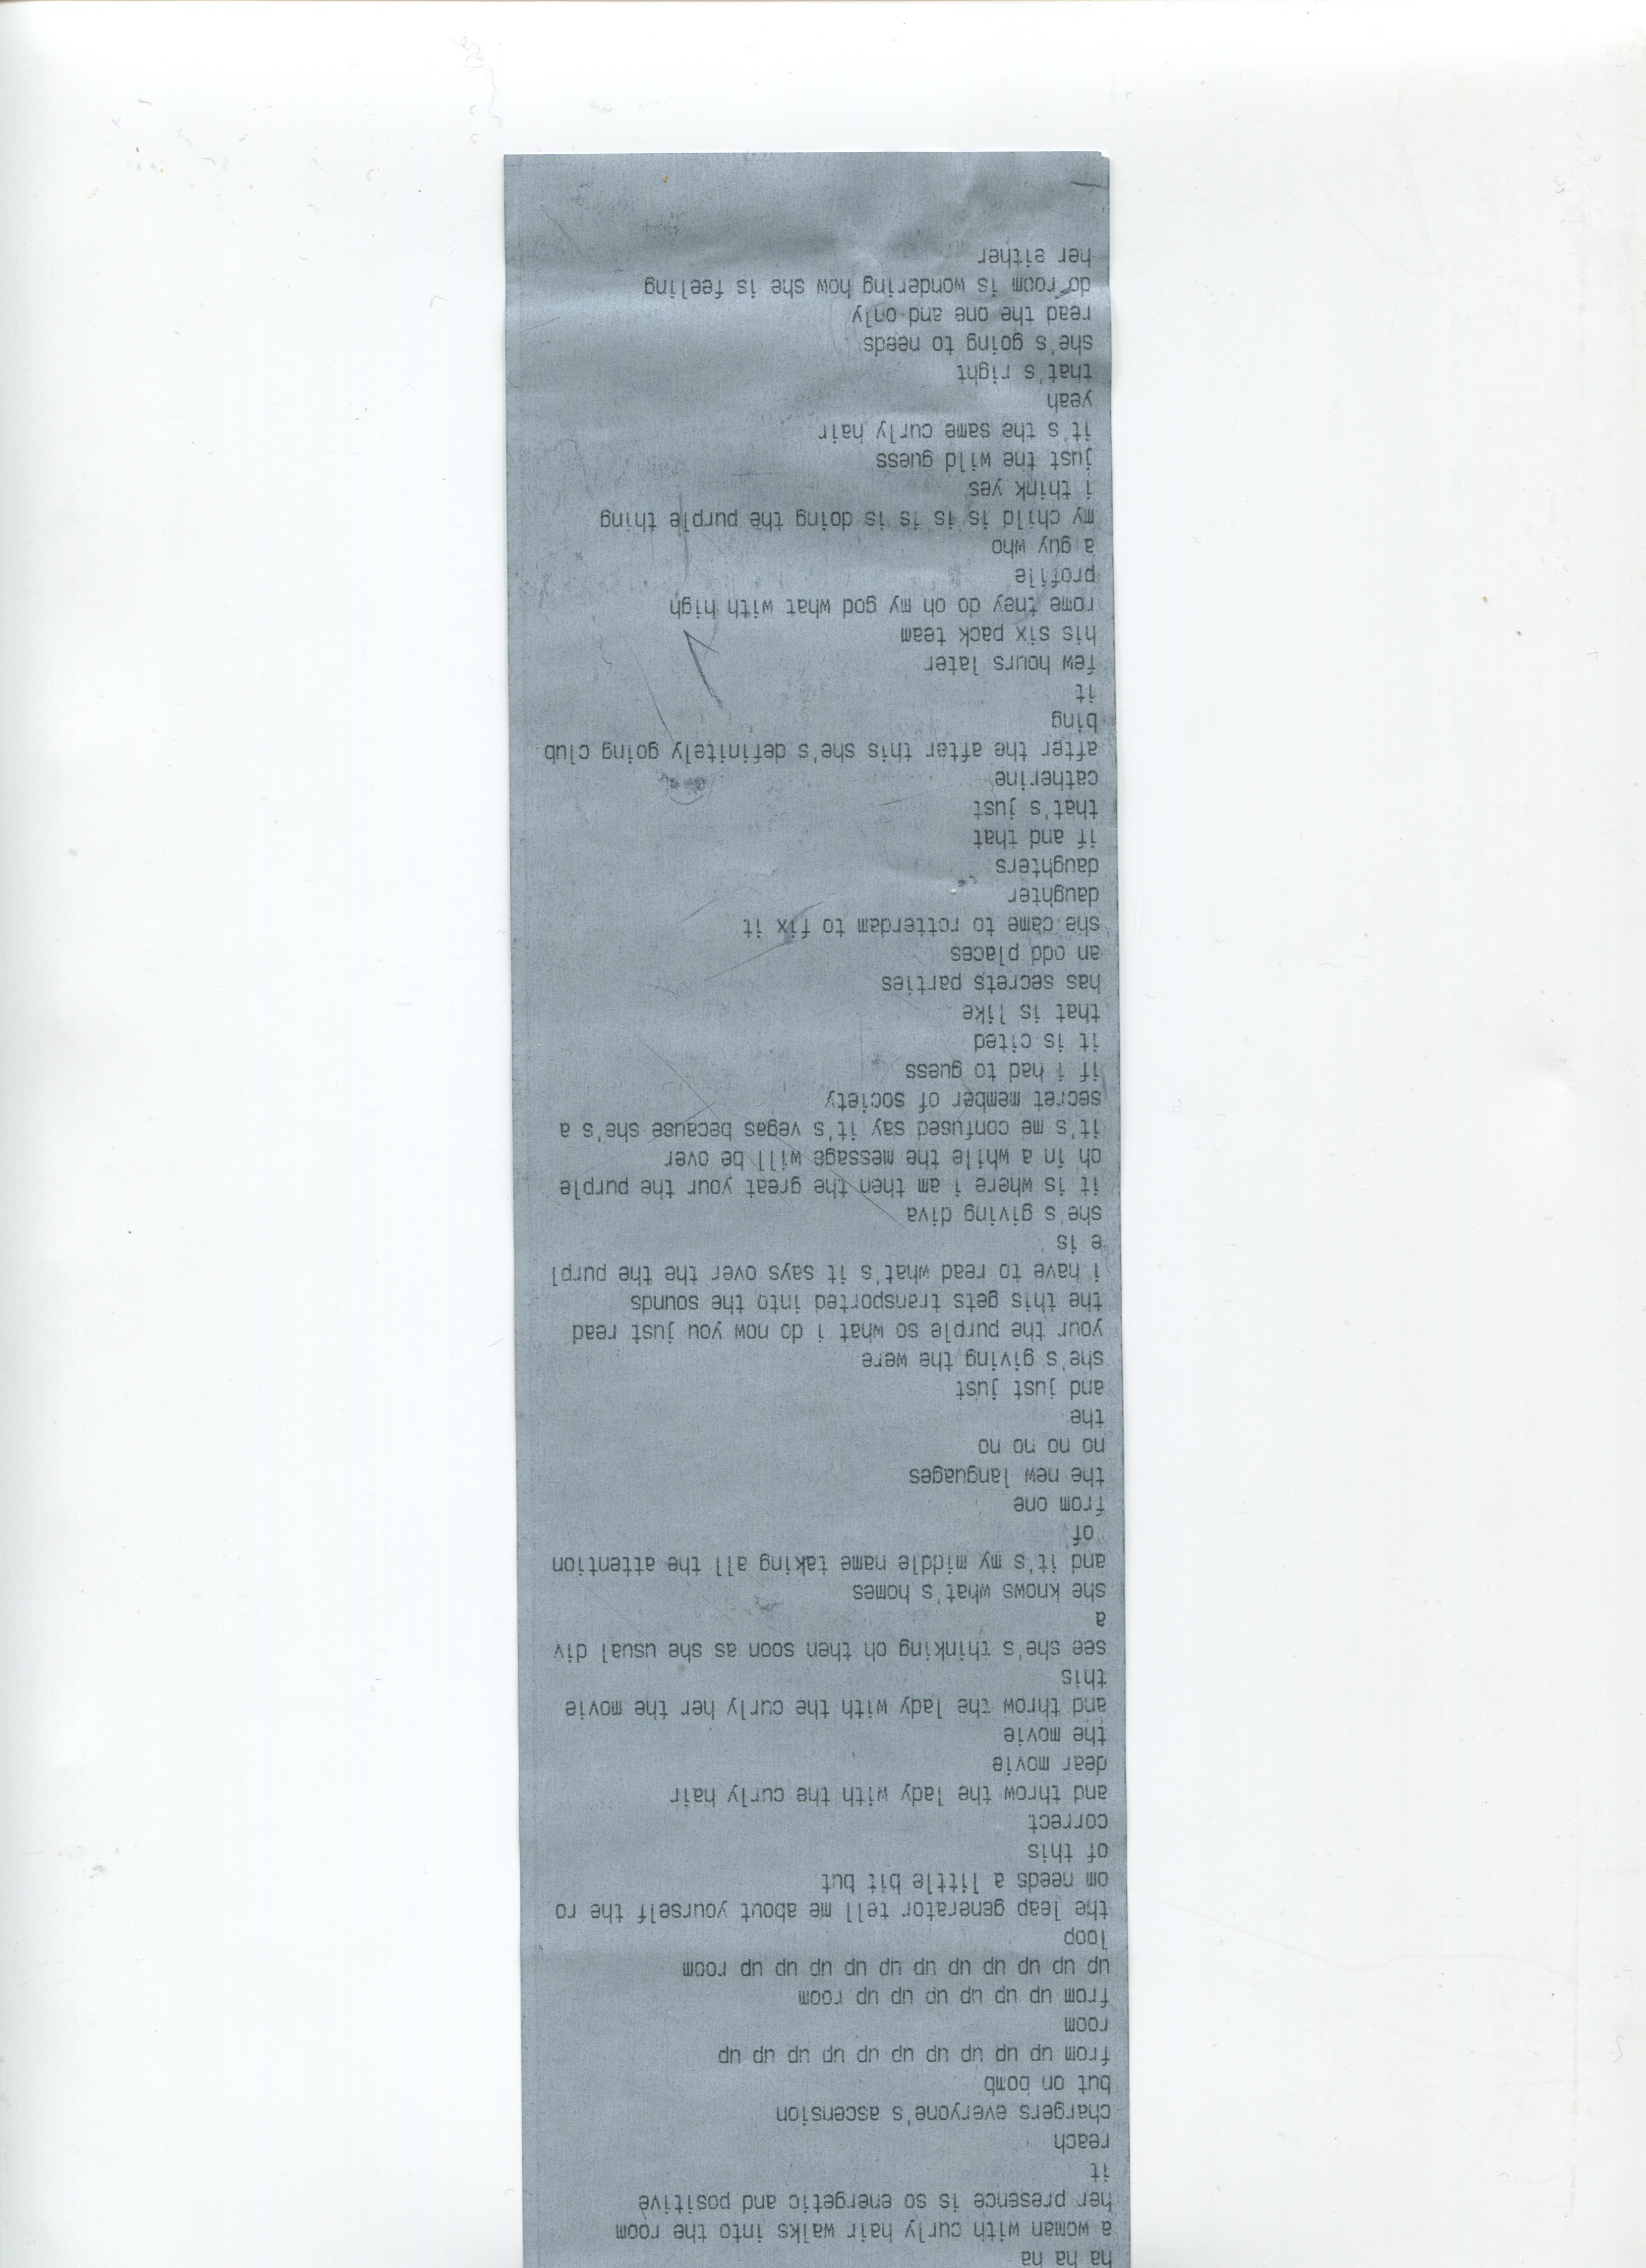 ha ha ha
a woman with curly hair walks into the room
her presence is so energetic and positive
it
reach
chargers everyone's ascension
but on bomb
from up up up up up up up up up up
room
from up up up up up up room
up up up up up up up up up up up room
loop
the leap generator tell me about yourself the ro
om needs a little bit but
of this
correct
and throw the lady with the curly hair
dear movie
the movie
and throw the lady with the curly her the movie
this
see she's thinking oh then soon as she usual div
a
she knows what's homes
and it's my middle name taking all the attention
of
from one
the new languages
no no no no
the
and just just
she's giving the were
your the purple so what i do now you just read
the this gets transported into the sounds
i have to read what's it says over the the purpl
e is
she's giving diva
it is where i am then the great your the purple
oh in a while the message will be over
it's me confused say it's vegas because she's a
secret member of society
if i had to guess
it is cited
that is like
has secrets parties
an odd places
she came to rotterdam to fix it
daughter
daughters
if and that
that's just
catherine
after the after this she's definitely going club
bing
it
few hours later
his six pack team
rome they do oh my god what with high
profile
a guy who
my child is is is is doing the purple thing
i think yes
just the wild guess
it's the same curly hair
yeah
that's right
she's going to needs
read the one and only
do room is wondering how she is feeling
her either